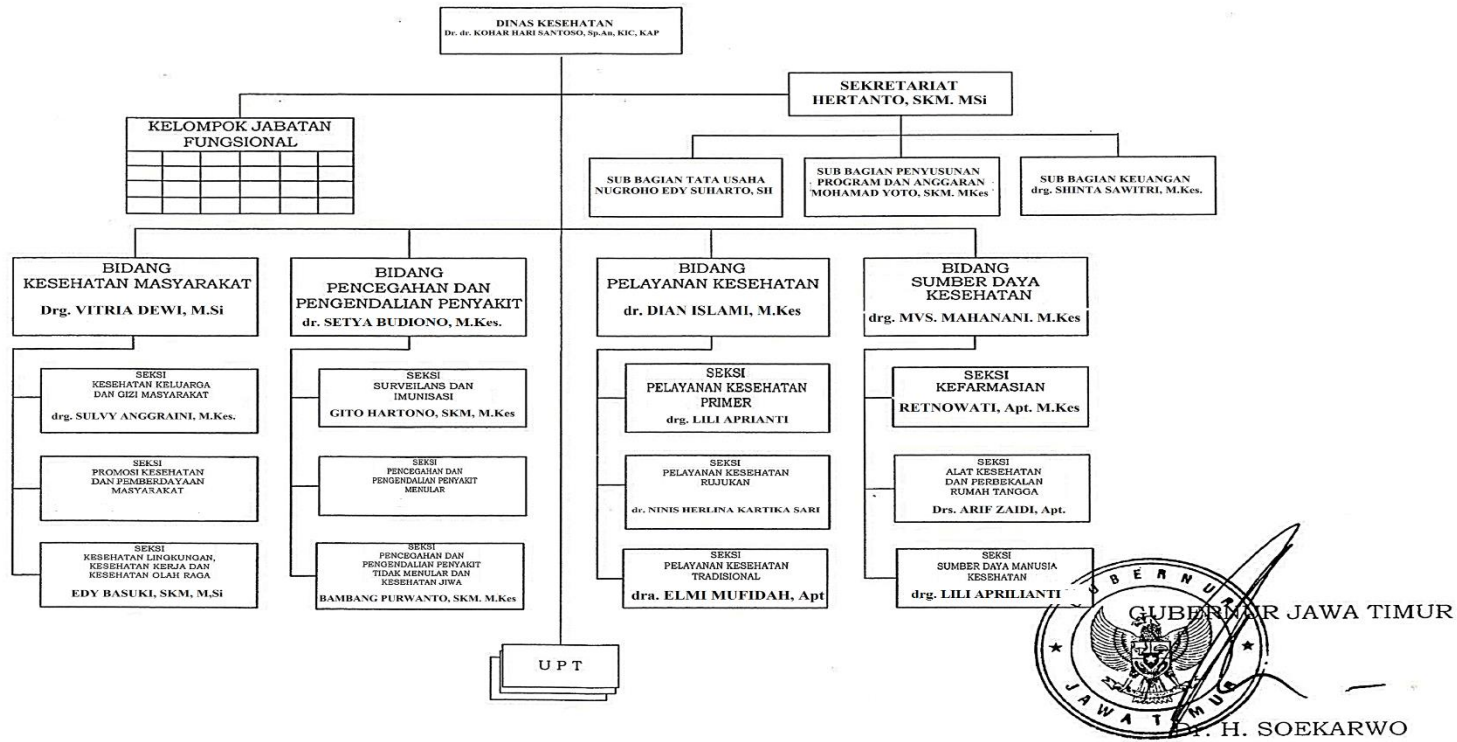 DINAS KESEHATAN
Dr. dr. KOHAR HARI SANTOSO, Sp.An, KIC, KAP
SEKRETARIAT
HERTANTO, SKM. MSi
KELOMPOK JABATAN
FUNGSIONAL
SUB BAGIAN TATA USAHA
NUGROHO EDY SUHARTO, SH
SUB BAGIAN PENYUSUNAN
PROGRAM DAN ANGGARAN
MOHAMAD YOTO, SKM. MKes
SUB BAGIAN KEUANGAN
drg. SHINTA SAWITRI, M.Kes.
BIDANG
KESEHATAN MASYARAKAT
Drg. VITRIA DEWI, M.Si
BIDANG
PENCEGAHAN DAN
PENGENDALIAN PENYAKIT
dr. SETYA BUDIONO, M.Kes.
BIDANG
PELAYANAN KESEHATAN
dr. DIAN ISLAMI, M.Kes
BIDANG
SUMBER DAYA
KESEHATAN
drg. MVS. MAHANANI. M.Kes
SEKSI
KESEHATAN KELUARGA
DAN GIZI MASYARAKAT
drg. SULVY ANGGRAINI, M.Kes.
SEKSI
SURVEILANS DAN
IMUNISASI
GITO HARTONO, SKM, M.Kes
SEKSI
PELAYANAN KESEHATAN
PRIMER
drg. LILI APRIANTI
SEKSI
KEFARMASIAN
RETNOWATI, Apt. M.Kes
SEKSI
PROMOSI KESEHATAN
DAN PEMBERDAYAAN
MASYARAKAT
SEKSI
PENCEGAHAN DAN
PENGENDALIAN PENYAKIT
MENULAR
SEKSI
PELAYANAN KESEHATAN
RUJUKAN
dr. NINIS HERLINA KARTIKA SARI
SEKSI
ALAT KESEHATAN
DAN PERBEKALAN
RUMAH TANGGA
Drs. ARIF ZAIDI, Apt.
SEKSI
KESEHATAN LINGKUNGAN,
KESEHATAN KERJA DAN
KESEHATAN OLAH RAGA
EDY BASUKI, SKM, M,Si
SEKSI
PENCEGAHAN DAN
PENGENDALIAN PENYAKIT
TIDAK MENULAR DAN
KESEHATAN JIWA
BAMBANG PURWANTO, SKM. M.Kes
SEKSI
PELAYANAN KESEHATAN
TRADISIONAL
dra. ELMI MUFIDAH, Apt
SEKSI
SUMBER DAYA MANUSIA
KESEHATAN
drg. LILI APRILIANTI
U P T
GUBERNUR
JAWA TIMUR
GUBERNUR JAWA TIMUR
Dr. H. SOEKARWO